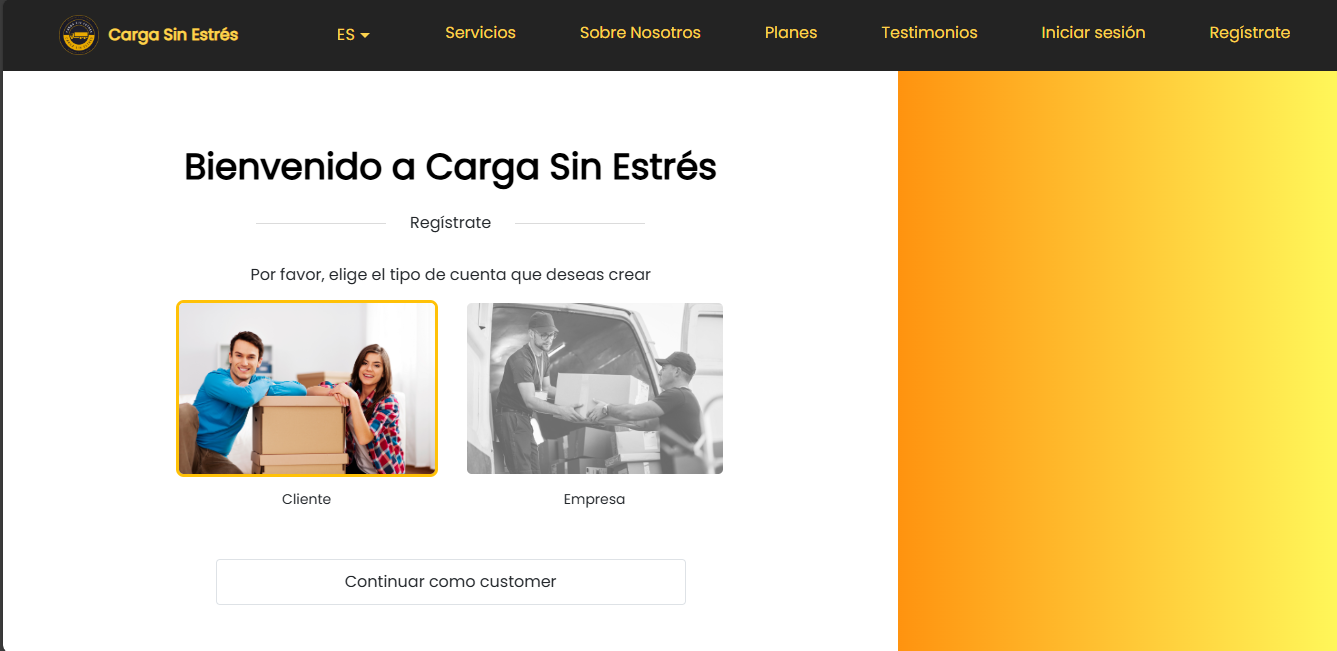 Carga Sin Estrés
ES
Servicios
Sobre Nosotros
Planes
Testimonios
Iniciar sesión
Regístrate
Bienvenido a Carga Sin Estrés
Regístrate
Por favor, elige el tipo de cuenta que deseas crear
Cliente
Empresa
Continuar como customer